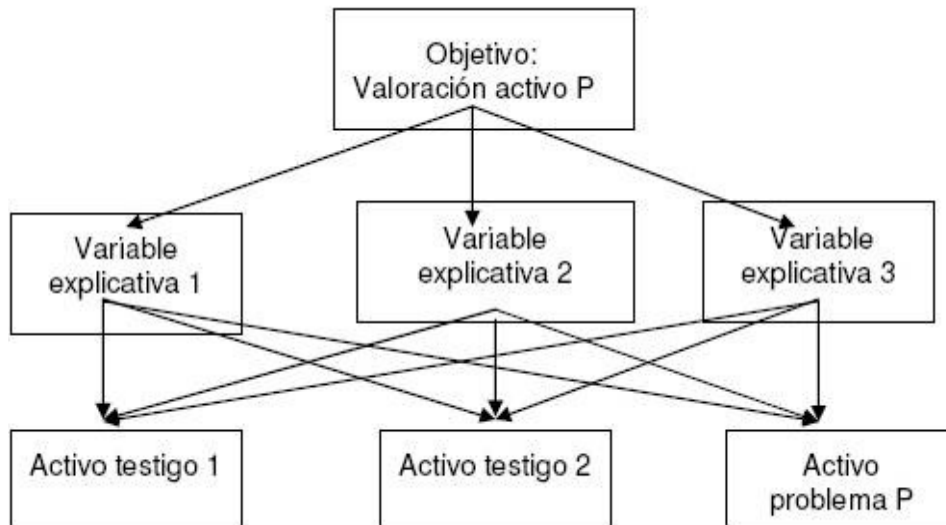 Objetivo:
Valoración activo P
Variable
explicativa 1
Variable
explicativa 2
Variable
explicativa 3
Activo testigo 1
Activo testigo 2
Activo
problema P